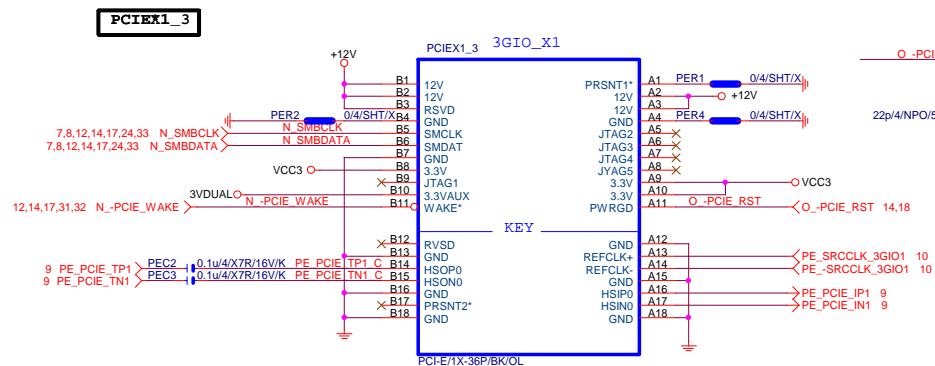 PCIEX1_3
PCIEX1_3 3GIO_X1
O_-PCI
+12V
B1 12V PRSNT1* A1 PER1 0/4/SHT/X
B2 12V 12V A2 +12V
B3 RSVD 12V A3
PER2 0/4/SHT/X B4 GND GND A4 PER4 0/4/SHT/X 22p/4/NPO/5
7,8,12,14,17,24,33 N_SMBCLK N_SMBCLK B5 SMCLK JTAG2 A5
7,8,12,14,17,24,33 N_SMBDATA N_SMBDATA B6 SMDAT JTAG3 A6
B7 GND JTAG4 A7
VCC3 B8 3.3V JYAG5 A8
B9 JTAG1 3.3V A9 VCC3
3VDUAL B10 3.3VAUX 3.3V A10
12,14,17,31,32 N_-PCIE_WAKE N_-PCIE_WAKE B11 WAKE* PWRGD A11 O_-PCIE_RST O_-PCIE_RST 14,18
KEY
B12 RVSD GND A12
B13 GND REFCLK+ A13 PE_SRCCLK_3GIO1 10
9 PE_PCIE_TP1 PEC2 0.1u/4/X7R/16V/K PE_PCIE_TP1_C B14 HSOP0 REFCLK- A14 PE_-SRCCLK_3GIO1 10
9 PE_PCIE_TN1 PEC3 0.1u/4/X7R/16V/K PE_PCIE_TN1_C B15 HSON0 GND A15
B16 GND HSIP0 A16 PE_PCIE_IP1 9
B17 PRSNT2* HSIN0 A17 PE_PCIE_IN1 9
B18 GND GND A18
PCI-E/1X-36P/BK/OL